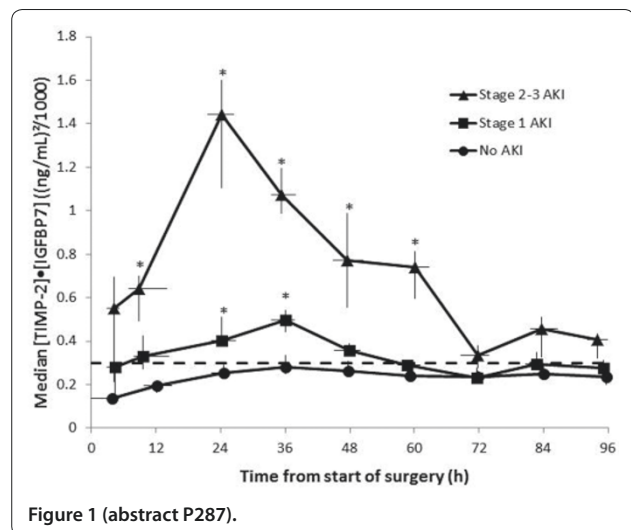 1.8
1.6
1.4
1.2
1
0.8
0.6
0.4
0.2
0
Median [TIMP-2]•[IGFBP7] ((ng/mL)²/1000)
Stage 2-3 AKI
Stage 1 AKI
No AKI
*
*
*
*
*
*
*
0 12 24 36 48 60 72 84 96
Time from start of surgery (h)
Figure 1 (abstract P287).